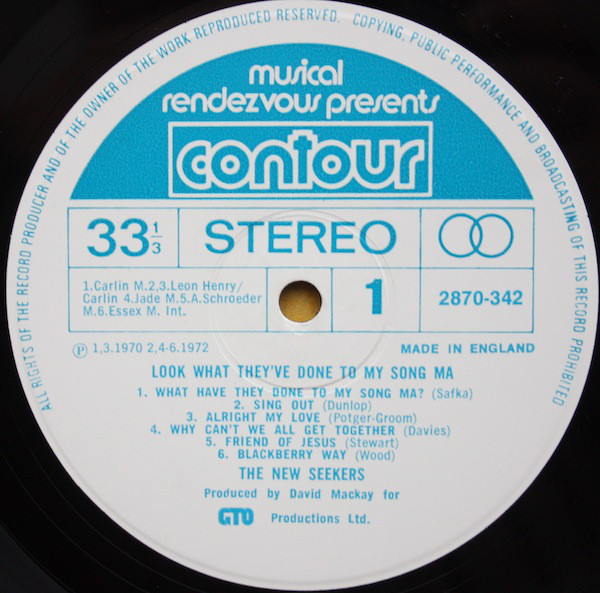 ALL RIGHTS OF THE RECORD PRODUCER AND OF THE OWNER OF THE WORK REPRODUCED RESERVED. COPYING, PUBLIC PERFORMANCE AND BROADCASTING OF THIS RECORD PROHIBITED
musical
rendezvous presents
contour
33 1/3
STEREO
1.Carlin M.2,3.Leon Henry/
Carlin 4.Jade M.5.A.Schroeder
M.6.Essex M. Int.
1
2870-342
Ⓟ 1,3.1970 2,4-6.1972
MADE IN ENGLAND
LOOK WHAT THEY'VE DONE TO MY SONG MA
1. WHAT HAVE THEY DONE TO MY SONG MA? (Safka)
2. SING OUT (Dunlop)
3. ALRIGHT MY LOVE (Potger-Groom)
4. WHY CAN'T WE ALL GET TOGETHER (Davies)
5. FRIEND OF JESUS (Stewart)
6. BLACKBERRY WAY (Wood)
THE NEW SEEKERS
Produced by David Mackay for
GTO Productions Ltd.